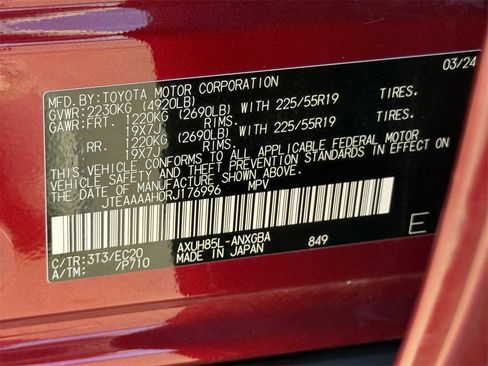 MFD.BY:TOYOTA MOTOR CORPORATION 03/24
GVWR:2230KG (4920LB)
GAWR:FRT. 1220KG (2690LB) WITH 225/55R19 TIRES.
19X7J RIMS.
RR. 1220KG (2690LB) WITH 225/55R19 TIRES.
19X7J RIMS.
THIS VEHICLE CONFORMS TO ALL APPLICABLE FEDERAL MOTOR
VEHICLE SAFETY AND THEFT PREVENTION STANDARDS IN EFFECT ON
THE DATE OF MANUFACTURE SHOWN ABOVE.
JTEAAAAH0RJ176996 MPV
E
C/TR:3T3/EC20 AXUH85L-ANXGBA 849
A/TM: /P710 MADE IN JAPAN